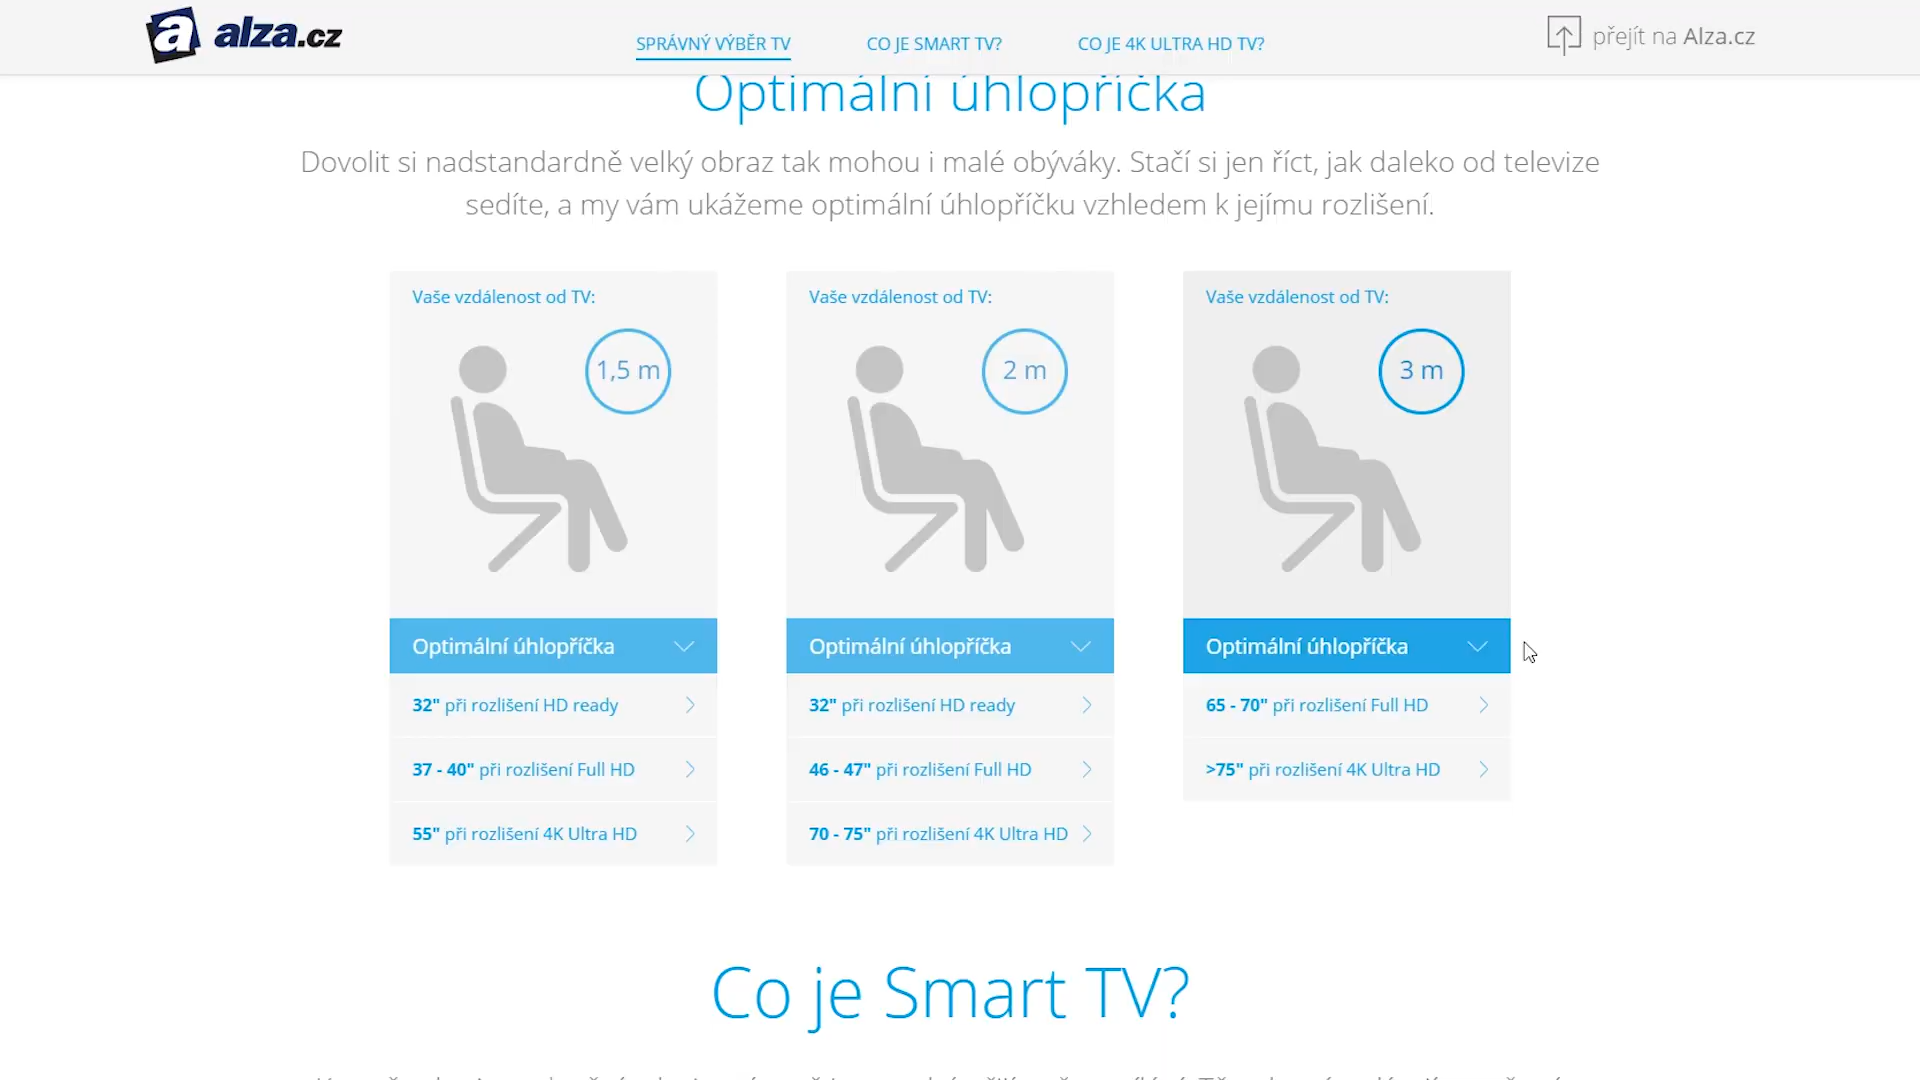 alza.cz
SPRÁVNÝ VÝBĚR TV
CO JE SMART TV?
CO JE 4K ULTRA HD TV?
přejít na Alza.cz
Optimální úhlopříčka
Dovolit si nadstandardně velký obraz tak mohou i malé obýváky. Stačí si jen říct, jak daleko od televize
sedíte, a my vám ukážeme optimální úhlopříčku vzhledem k jejímu rozlišení.
Vaše vzdálenost od TV:
1,5 m
Optimální úhlopříčka
32" při rozlišení HD ready
37 - 40" při rozlišení Full HD
55" při rozlišení 4K Ultra HD
Vaše vzdálenost od TV:
2 m
Optimální úhlopříčka
32" při rozlišení HD ready
46 - 47" při rozlišení Full HD
70 - 75" při rozlišení 4K Ultra HD
Vaše vzdálenost od TV:
3 m
Optimální úhlopříčka
65 - 70" při rozlišení Full HD
>75" při rozlišení 4K Ultra HD
Co je Smart TV?